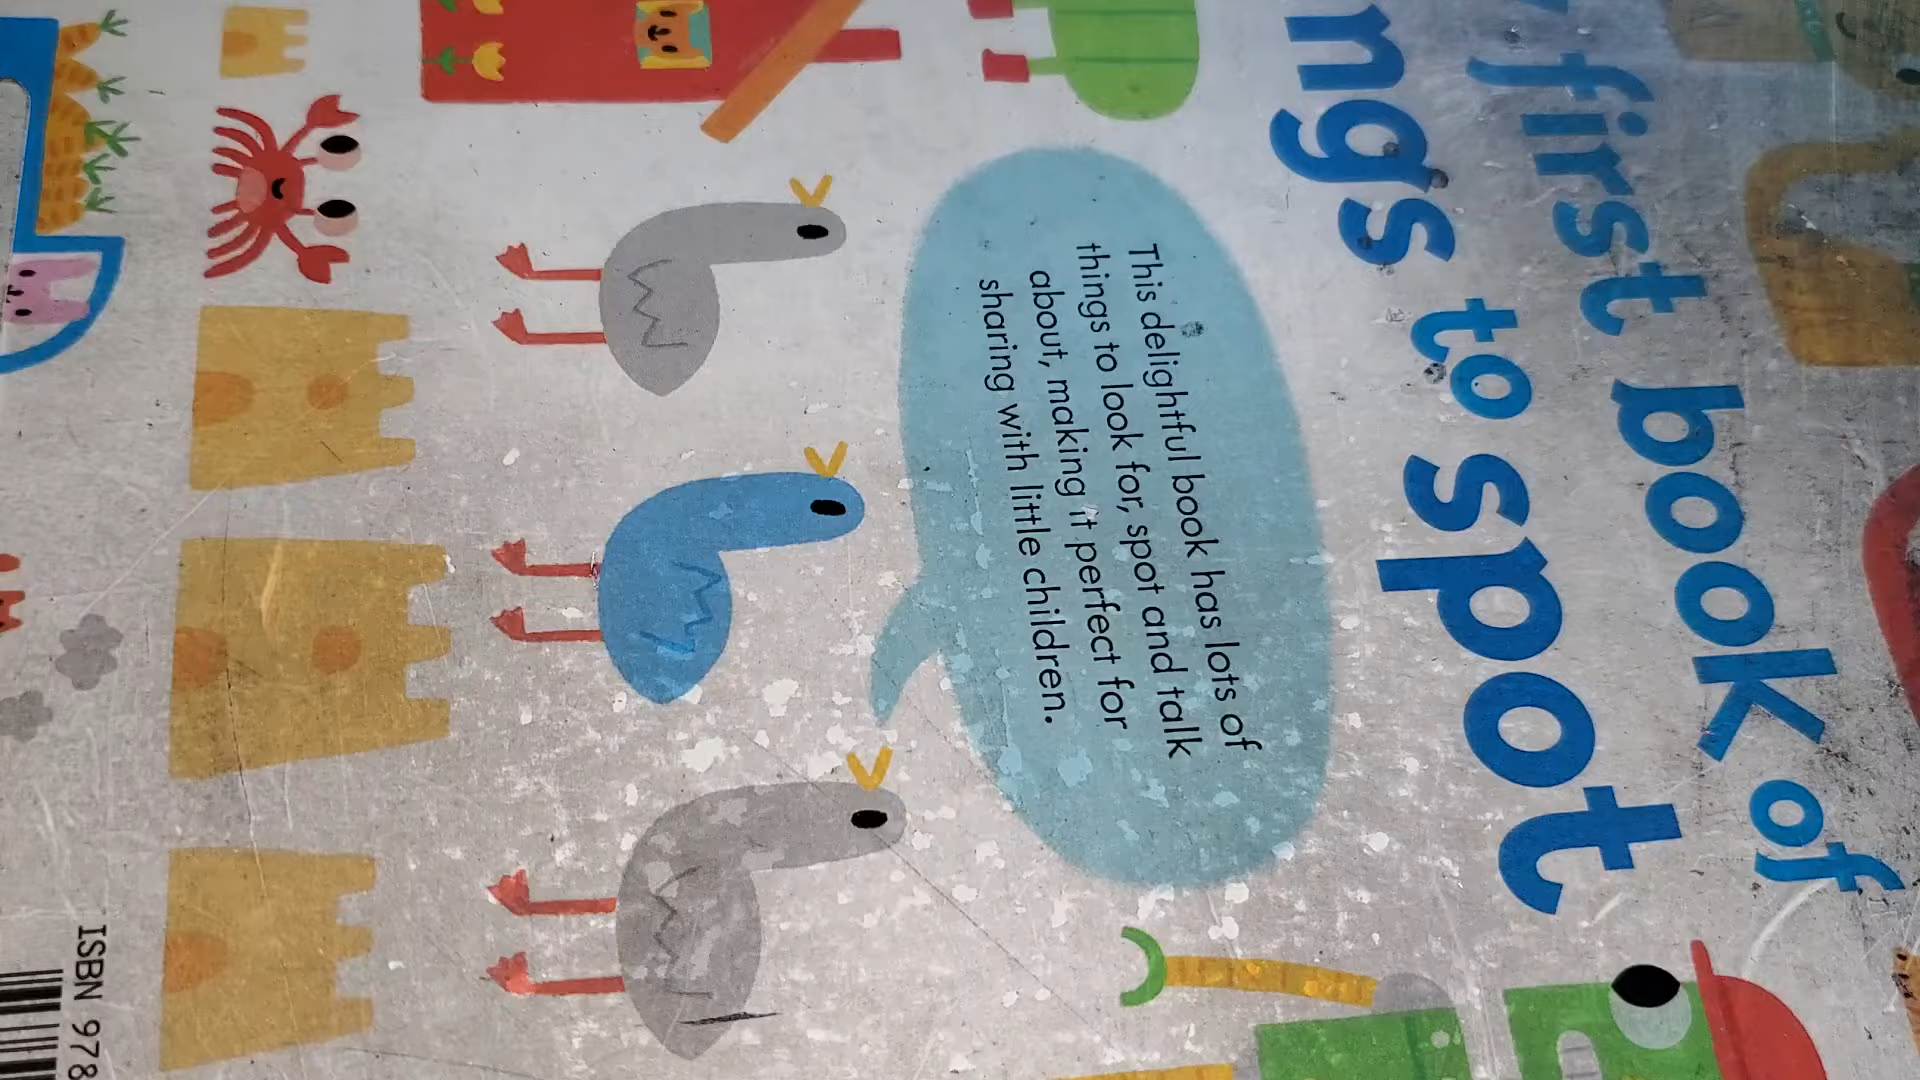 first book of
ngs to spot
This delightful book has lots of
things to look for, spot and talk
about, making it perfect for
sharing with little children.
ISBN 978